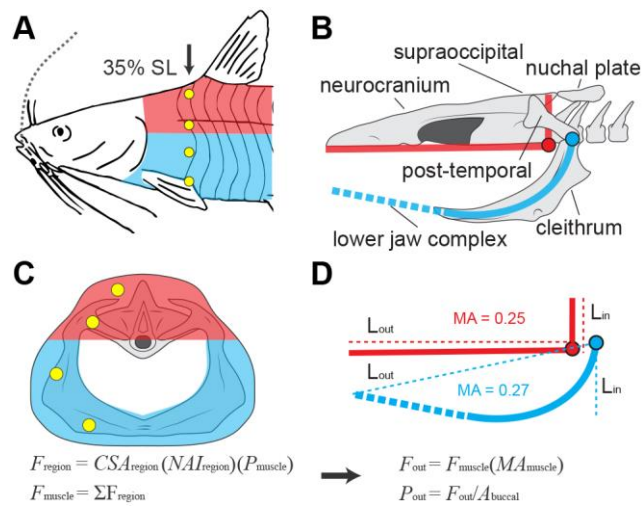 A
35% SL
B
supraoccipital
nuchal plate
neurocranium
post-temporal
cleithrum
lower jaw complex
C
D
Lout
Lin
MA = 0.25
Lout
MA = 0.27
Lin
Fregion = CSAregion(NAIregion)(Pmuscle)
Fmuscle = ΣFregion
Fout = Fmuscle(MAmuscle)
Pout = Fout/Abuccal